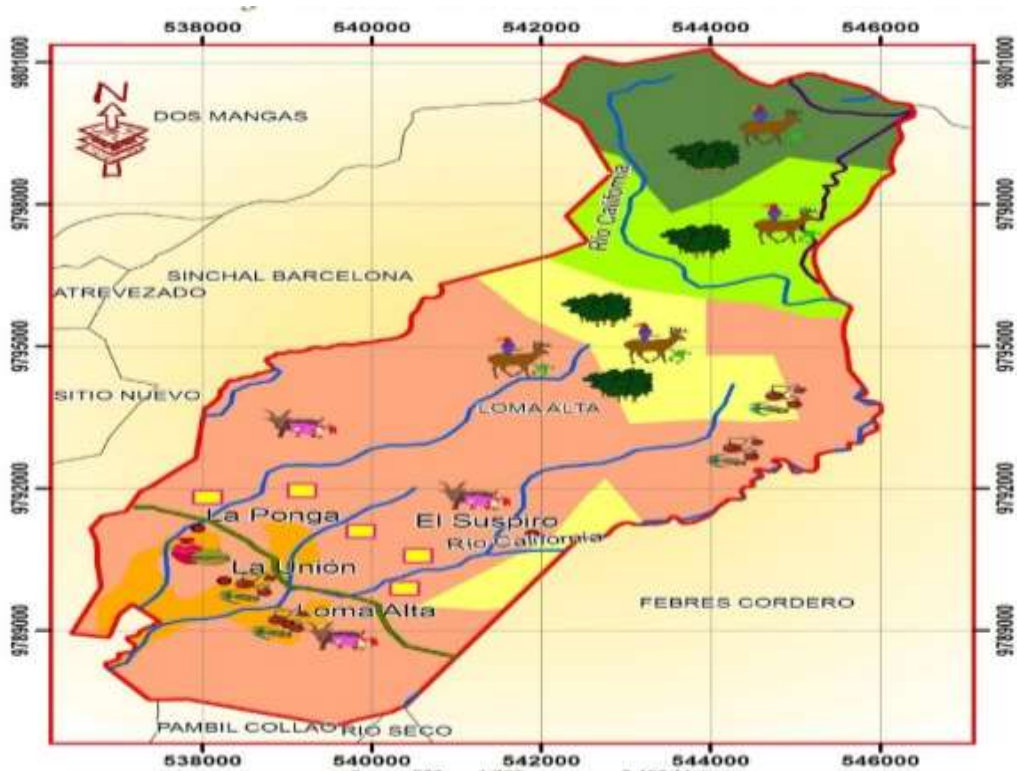 538000 540000 542000 544000 546000
9801000 9801000
N
DOS MANGAS
Río California
9798000 9798000
SINCHAL BARCELONA
ATREVEZADO
9795000 9795000
SITIO NUEVO
LOMA ALTA
9792000 9792000
La Ponga
El Suspiro
Río California
La Unión
Loma Alta
FEBRES CORDERO
9789000 9789000
PAMBIL COLLAO RIO SECO
538000 540000 542000 544000 546000